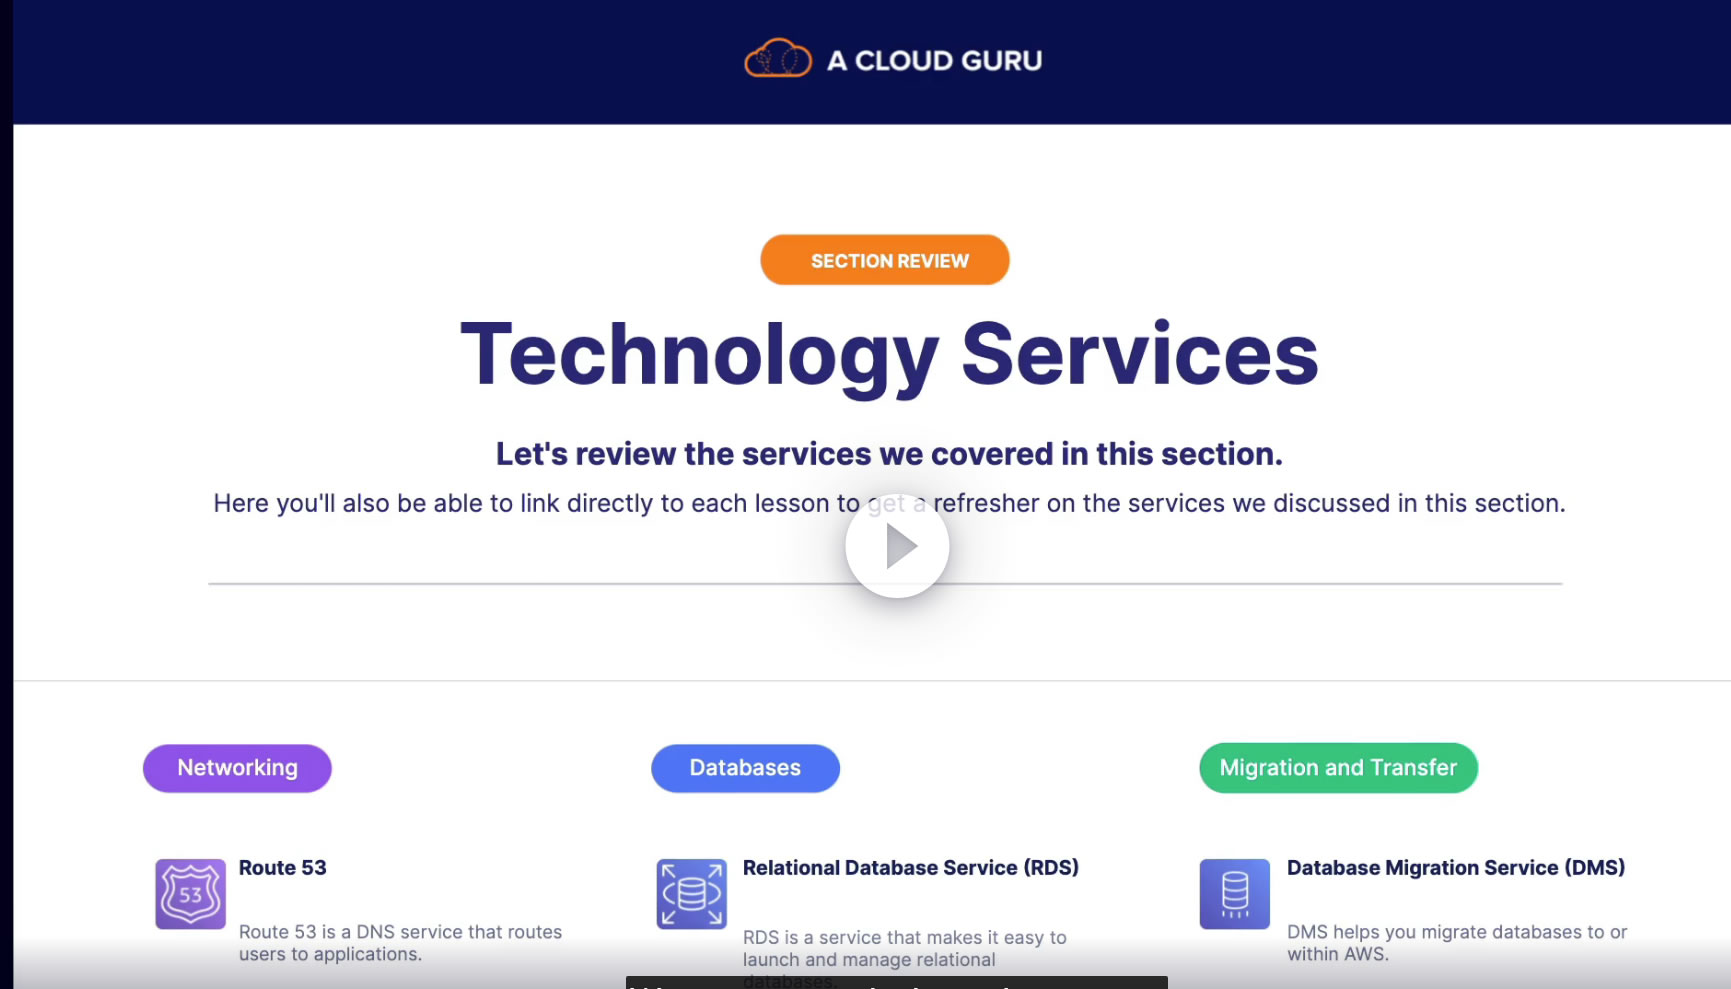 A CLOUD GURU
SECTION REVIEW
Technology Services
Let's review the services we covered in this section.
Here you'll also be able to link directly to each lesson to get a refresher on the services we discussed in this section.
Networking
53
Route 53
Route 53 is a DNS service that routes
users to applications.
Databases
Relational Database Service (RDS)
RDS is a service that makes it easy to
launch and manage relational
databases.
Migration and Transfer
Database Migration Service (DMS)
DMS helps you migrate databases to or
within AWS.